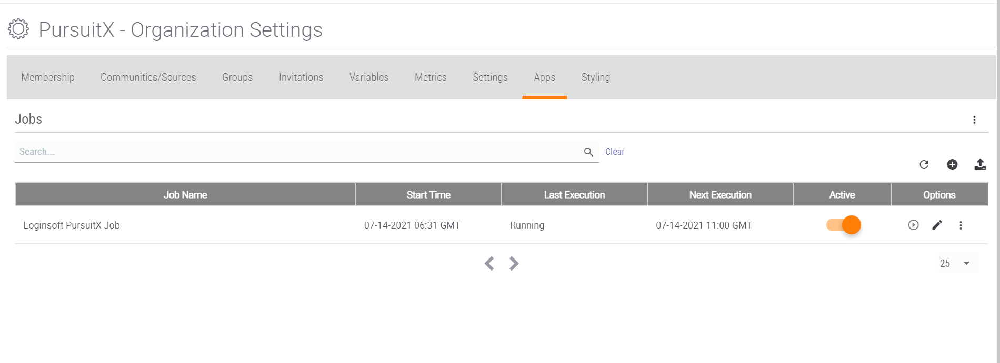 PursuitX - Organization Settings
Membership Communities/Sources Groups Invitations Variables Metrics Settings Apps Styling
Jobs
Search... Clear
Job Name Start Time Last Execution Next Execution Active Options
Loginsoft PursuitX Job 07-14-2021 06:31 GMT Running 07-14-2021 11:00 GMT
25